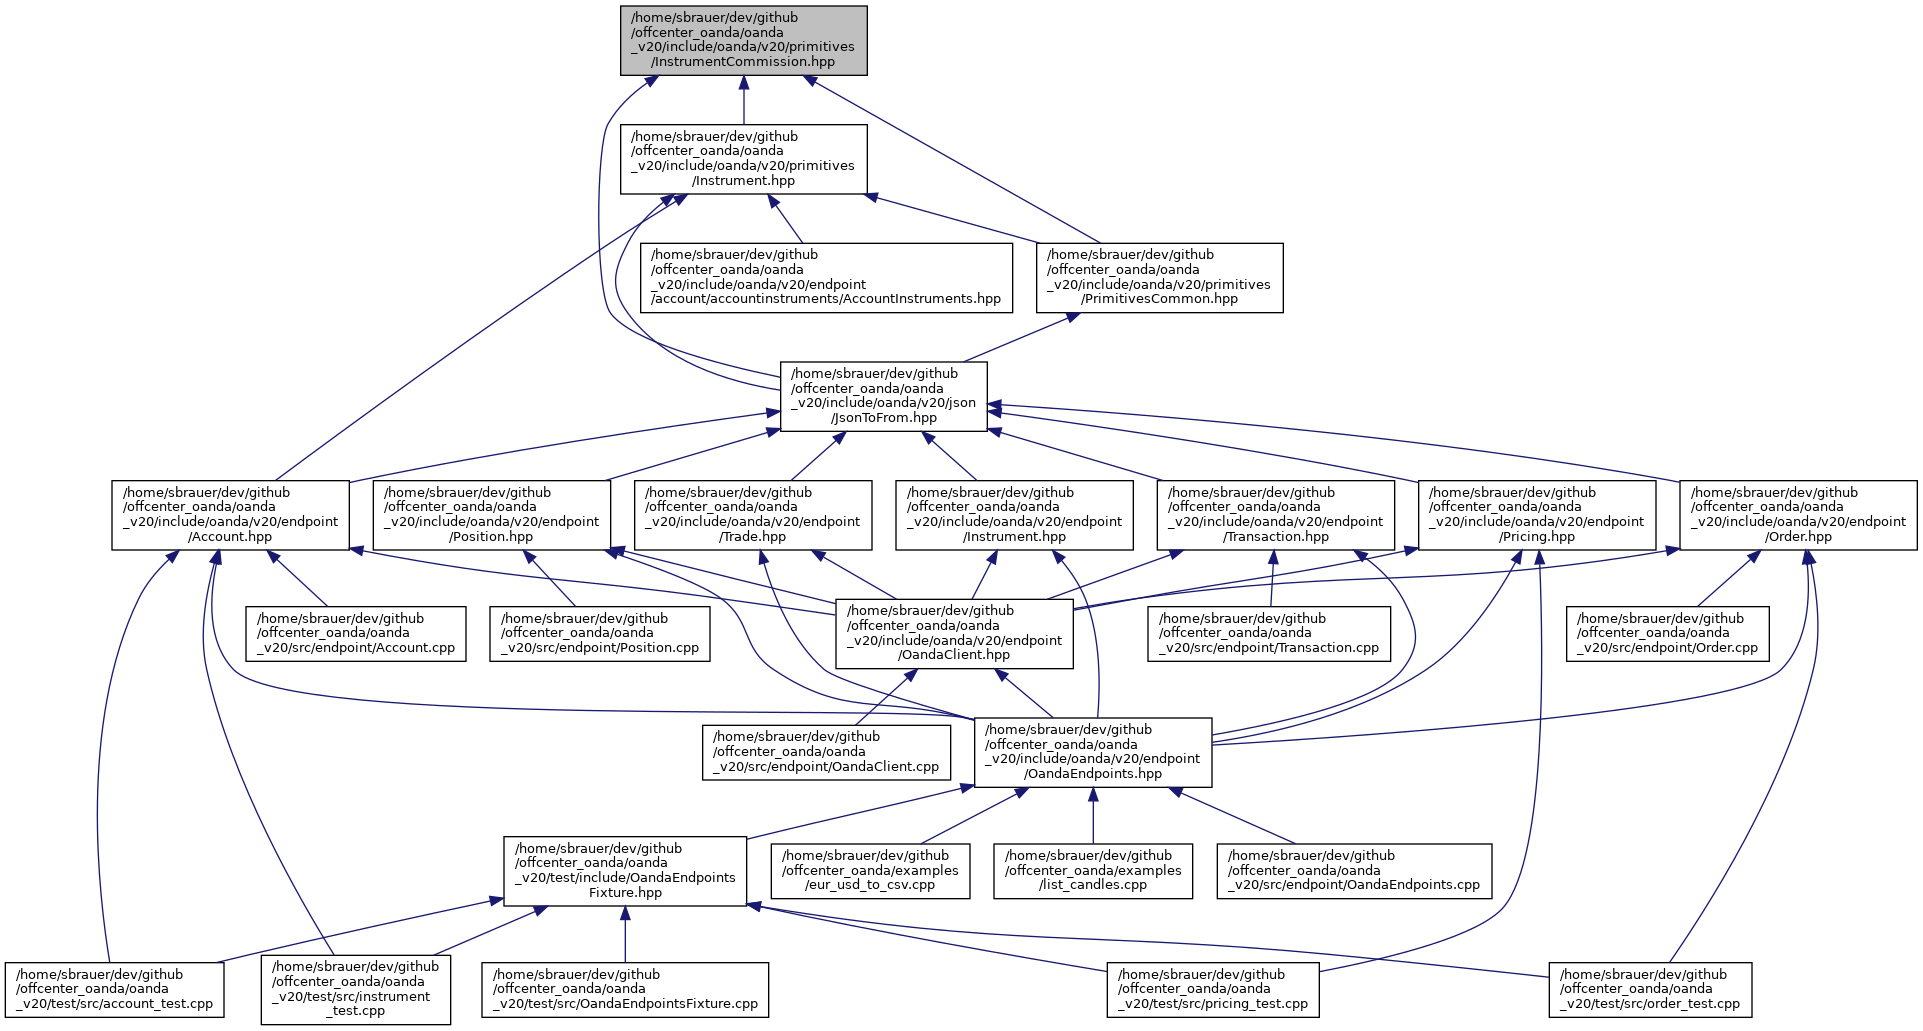 /home/sbrauer/dev/github
/offcenter_oanda/oanda
_v20/include/oanda/v20/primitives
/InstrumentCommission.hpp
/home/sbrauer/dev/github
/offcenter_oanda/oanda
_v20/include/oanda/v20/primitives
/Instrument.hpp
/home/sbrauer/dev/github
/offcenter_oanda/oanda
_v20/include/oanda/v20/endpoint
/account/accountinstruments/AccountInstruments.hpp
/home/sbrauer/dev/github
/offcenter_oanda/oanda
_v20/include/oanda/v20/primitives
/PrimitivesCommon.hpp
/home/sbrauer/dev/github
/offcenter_oanda/oanda
_v20/include/oanda/v20/json
/JsonToFrom.hpp
/home/sbrauer/dev/github
/offcenter_oanda/oanda
_v20/include/oanda/v20/endpoint
/Account.hpp
/home/sbrauer/dev/github
/offcenter_oanda/oanda
_v20/include/oanda/v20/endpoint
/Position.hpp
/home/sbrauer/dev/github
/offcenter_oanda/oanda
_v20/include/oanda/v20/endpoint
/Trade.hpp
/home/sbrauer/dev/github
/offcenter_oanda/oanda
_v20/include/oanda/v20/endpoint
/Instrument.hpp
/home/sbrauer/dev/github
/offcenter_oanda/oanda
_v20/include/oanda/v20/endpoint
/Transaction.hpp
/home/sbrauer/dev/github
/offcenter_oanda/oanda
_v20/include/oanda/v20/endpoint
/Pricing.hpp
/home/sbrauer/dev/github
/offcenter_oanda/oanda
_v20/include/oanda/v20/endpoint
/Order.hpp
/home/sbrauer/dev/github
/offcenter_oanda/oanda
_v20/src/endpoint/Account.cpp
/home/sbrauer/dev/github
/offcenter_oanda/oanda
_v20/src/endpoint/Position.cpp
/home/sbrauer/dev/github
/offcenter_oanda/oanda
_v20/include/oanda/v20/endpoint
/OandaClient.hpp
/home/sbrauer/dev/github
/offcenter_oanda/oanda
_v20/src/endpoint/Transaction.cpp
/home/sbrauer/dev/github
/offcenter_oanda/oanda
_v20/src/endpoint/Order.cpp
/home/sbrauer/dev/github
/offcenter_oanda/oanda
_v20/src/endpoint/OandaClient.cpp
/home/sbrauer/dev/github
/offcenter_oanda/oanda
_v20/include/oanda/v20/endpoint
/OandaEndpoints.hpp
/home/sbrauer/dev/github
/offcenter_oanda/oanda
_v20/test/include/OandaEndpoints
Fixture.hpp
/home/sbrauer/dev/github
/offcenter_oanda/examples
/eur_usd_to_csv.cpp
/home/sbrauer/dev/github
/offcenter_oanda/examples
/list_candles.cpp
/home/sbrauer/dev/github
/offcenter_oanda/oanda
_v20/src/endpoint/OandaEndpoints.cpp
/home/sbrauer/dev/github
/offcenter_oanda/oanda
_v20/test/src/account_test.cpp
/home/sbrauer/dev/github
/offcenter_oanda/oanda
_v20/test/src/instrument
_test.cpp
/home/sbrauer/dev/github
/offcenter_oanda/oanda
_v20/test/src/OandaEndpointsFixture.cpp
/home/sbrauer/dev/github
/offcenter_oanda/oanda
_v20/test/src/pricing_test.cpp
/home/sbrauer/dev/github
/offcenter_oanda/oanda
_v20/test/src/order_test.cpp